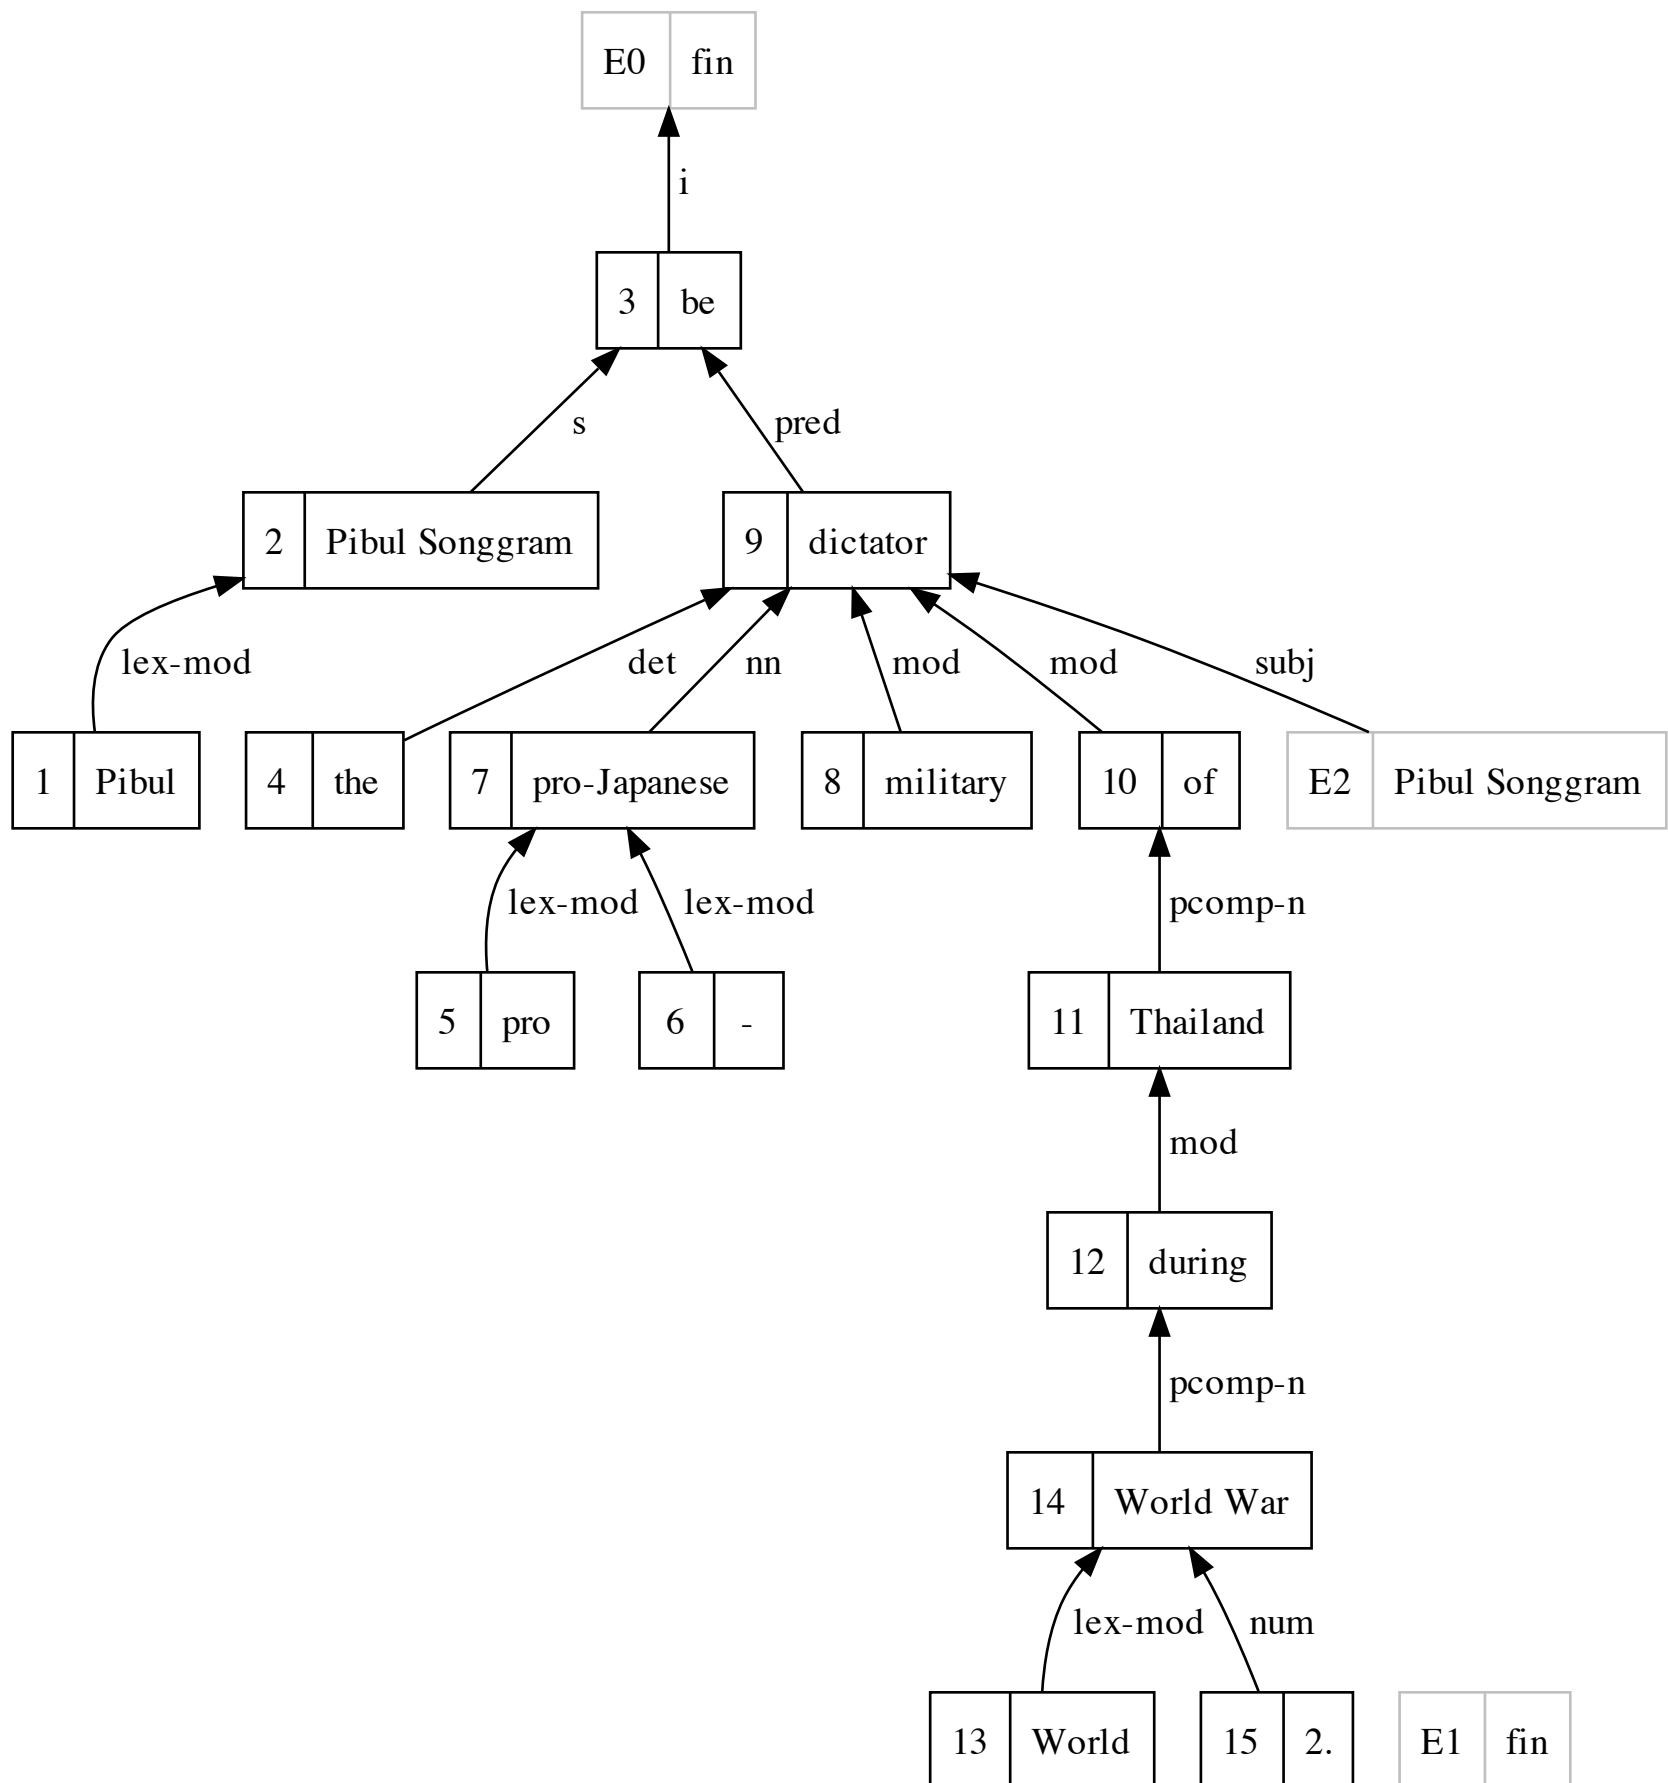 E0 fin
i
3 be
s pred
2 Pibul Songgram 9 dictator
lex-mod det nn mod mod subj
1 Pibul 4 the 7 pro-Japanese 8 military 10 of E2 Pibul Songgram
lex-mod lex-mod pcomp-n
5 pro 6 - 11 Thailand
mod
12 during
pcomp-n
14 World War
lex-mod num
13 World 15 2. E1 fin